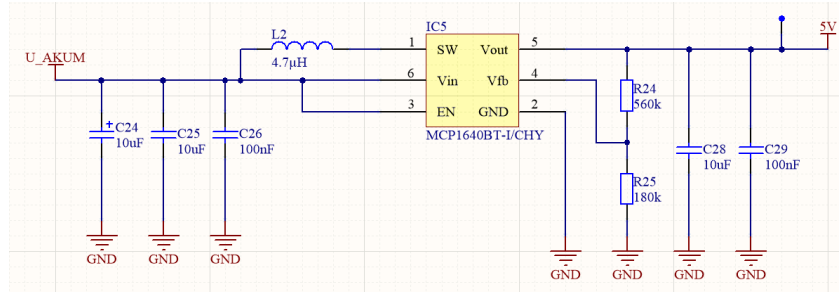 IC5
5V
L2
1 SW Vout 5
U_AKUM
4.7µH
6 Vin Vfb 4
R24
560k
3 EN GND 2
C24
10uF
C25
10uF
C26
100nF
MCP1640BT-I/CHY
C28
10uF
C29
100nF
R25
180k
GND GND GND
GND GND GND GND